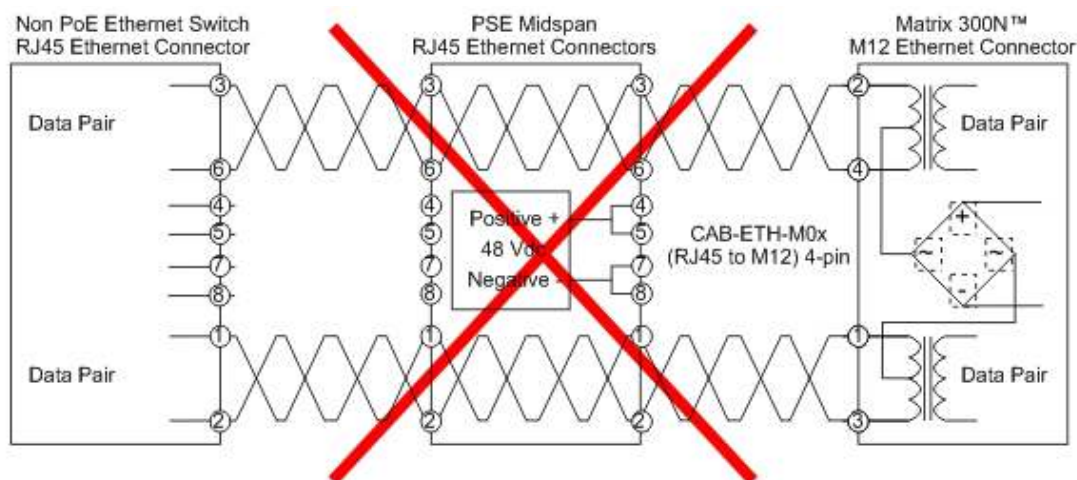 Non PoE Ethernet Switch
RJ45 Ethernet Connector
PSE Midspan
RJ45 Ethernet Connectors
Matrix 300N™
M12 Ethernet Connector
3
3
3
2
Data Pair
Data Pair
6
6
6
4
4
4
4
Positive +
+
5
5
5
CAB-ETH-M0x
48 Vdc
~
~
(RJ45 to M12) 4-pin
7
7
7
Negative -
-
8
8
8
1
1
1
1
Data Pair
Data Pair
2
2
2
3